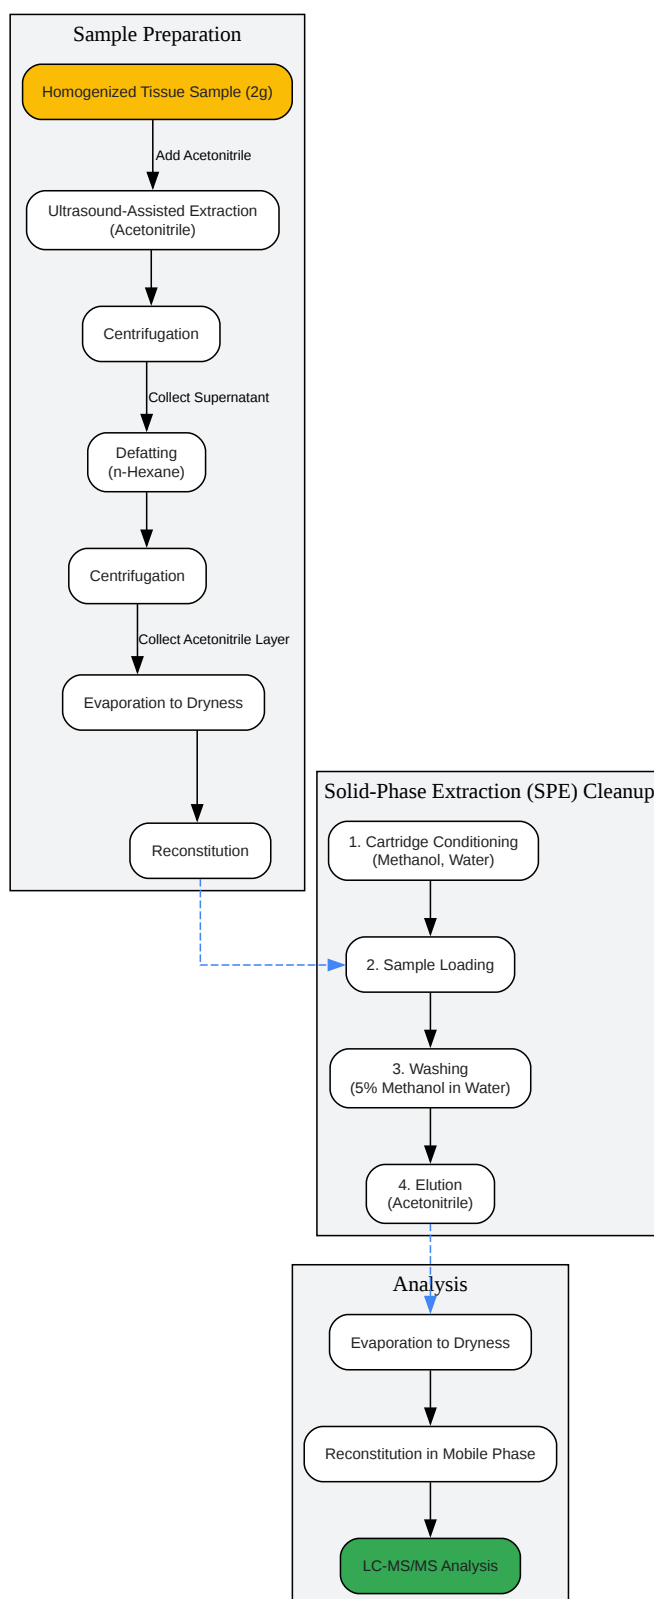 Sample Preparation
Homogenized Tissue Sample (2g)
Add Acetonitrile
Ultrasound-Assisted Extraction
(Acetonitrile)
Centrifugation
Collect Supernatant
Defatting
(n-Hexane)
Centrifugation
Collect Acetonitrile Layer
Evaporation to Dryness
Reconstitution
Solid-Phase Extraction (SPE) Cleanup
1. Cartridge Conditioning
(Methanol, Water)
2. Sample Loading
3. Washing
(5% Methanol in Water)
4. Elution
(Acetonitrile)
Analysis
Evaporation to Dryness
Reconstitution in Mobile Phase
LC-MS/MS Analysis